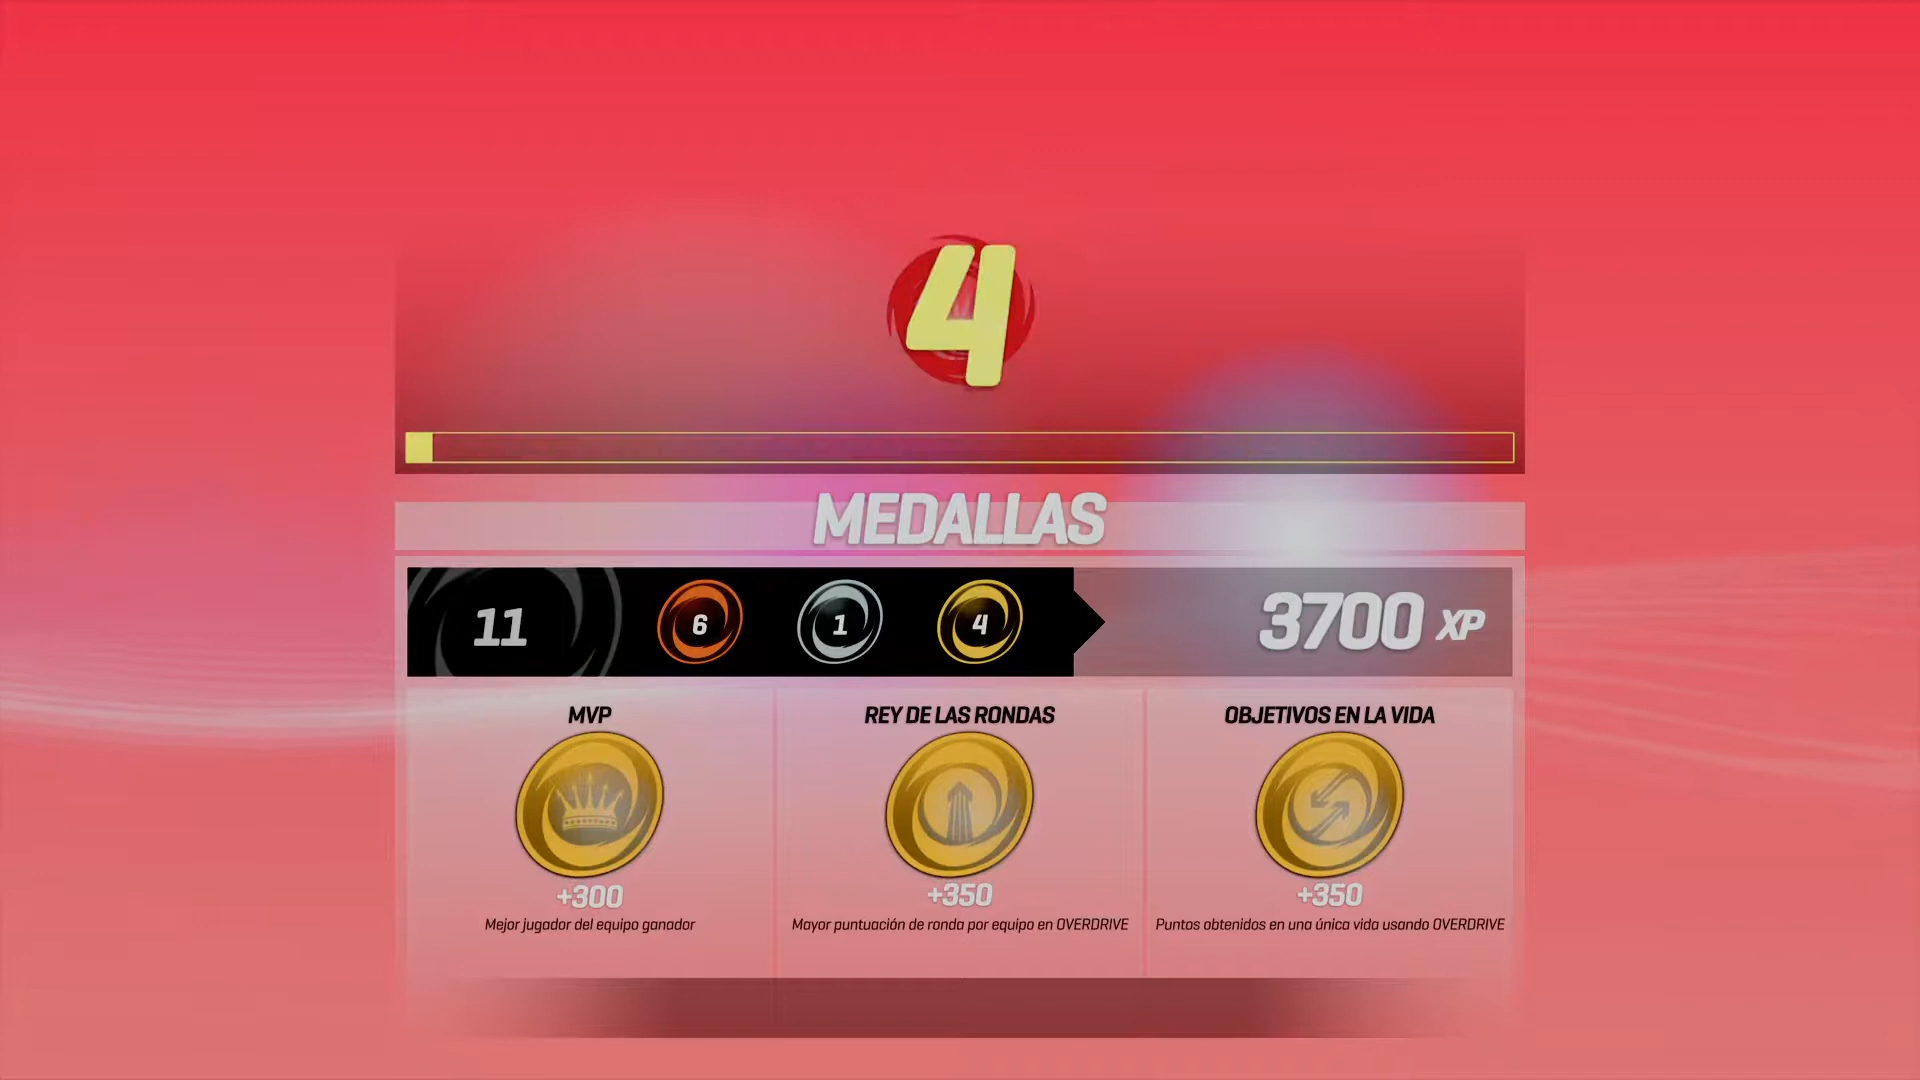 4
MEDALLAS
11
6
1
4
3700 XP
MVP
+300
Mejor jugador del equipo ganador
REY DE LAS RONDAS
+350
Mayor puntuación de ronda por equipo en OVERDRIVE
OBJETIVOS EN LA VIDA
+350
Puntos obtenidos en una única vida usando OVERDRIVE